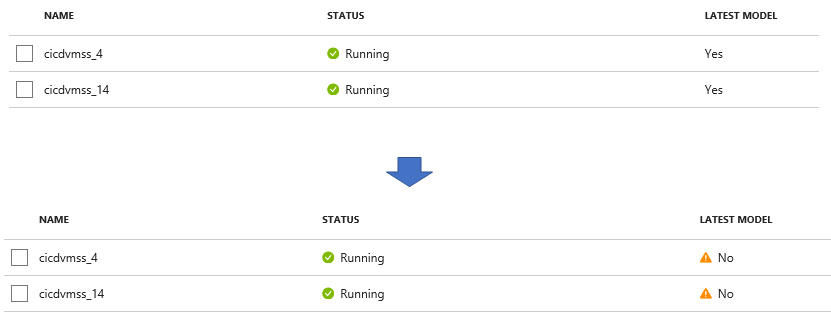 NAME STATUS LATEST MODEL
cicdvmss_4 Running Yes
cicdvmss_14 Running Yes
NAME STATUS LATEST MODEL
cicdvmss_4 Running No
cicdvmss_14 Running No